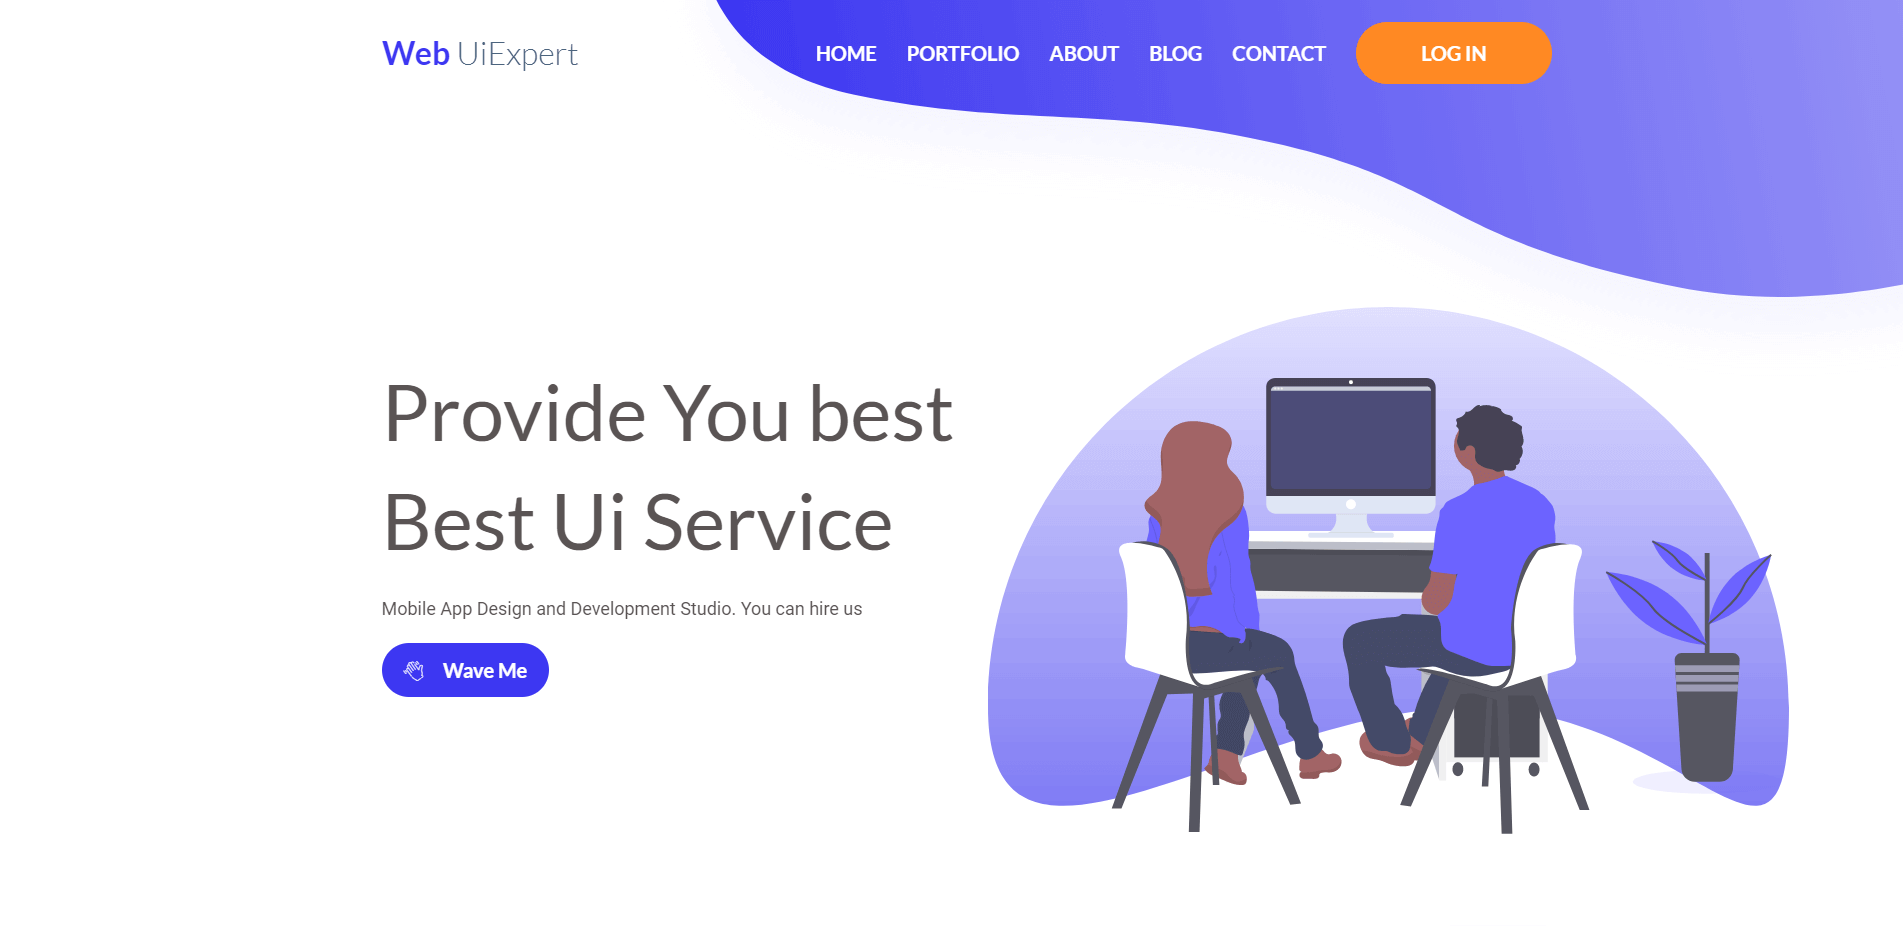 Web UiExpert
HOME PORTFOLIO ABOUT BLOG CONTACT LOG IN
Provide You best
Best Ui Service
Mobile App Design and Development Studio. You can hire us
Wave Me